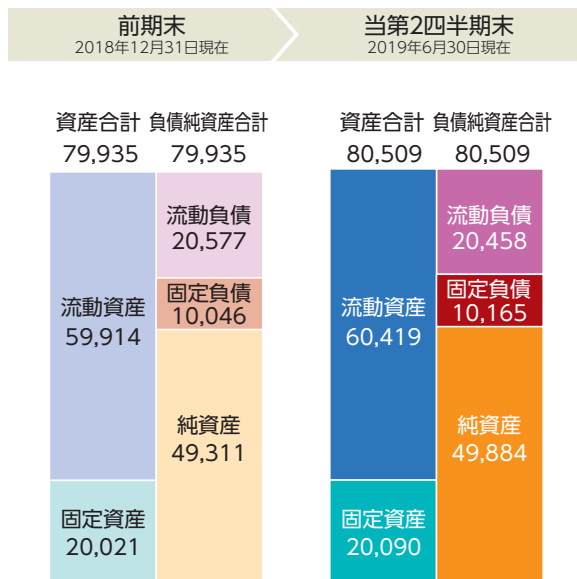 前期末
2018年12月31日現在
当第2四半期末
2019年6月30日現在
資産合計 負債純資産合計
79,935 79,935
流動資産
59,914
固定資産
20,021
流動負債
20,577
固定負債
10,046
純資産
49,311
資産合計 負債純資産合計
80,509 80,509
流動資産
60,419
固定資産
20,090
流動負債
20,458
固定負債
10,165
純資産
49,884